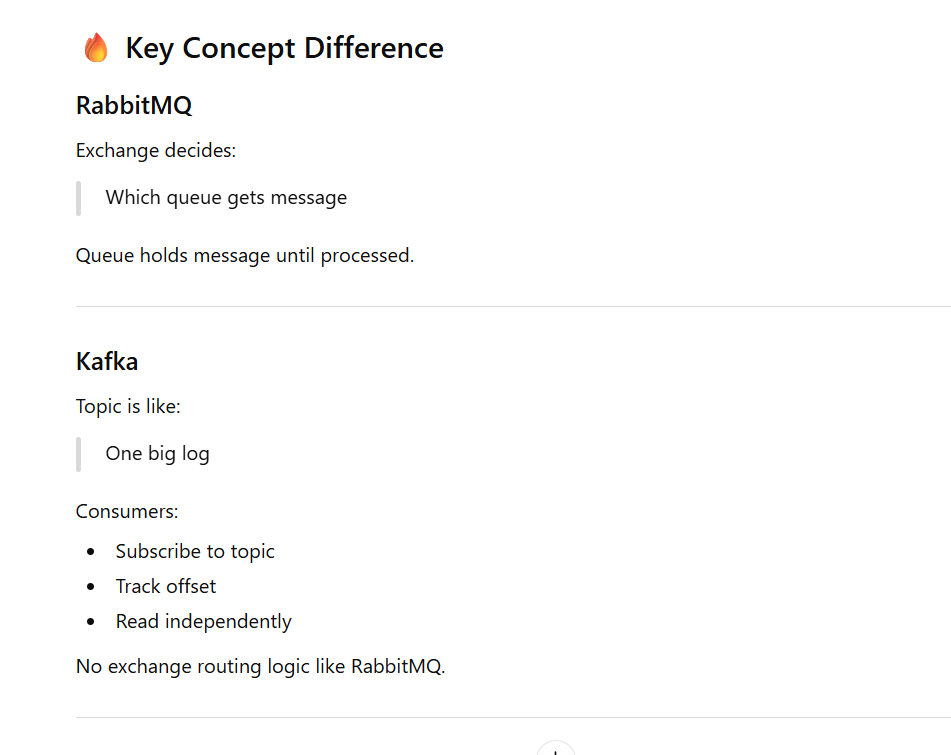 🔥 Key Concept Difference
RabbitMQ
Exchange decides:
Which queue gets message
Queue holds message until processed.
Kafka
Topic is like:
One big log
Consumers:
• Subscribe to topic
• Track offset
• Read independently
No exchange routing logic like RabbitMQ.